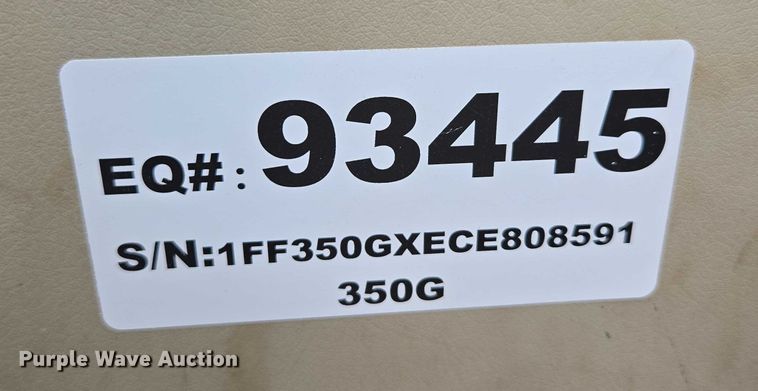 EQ#: 93445
S/N:1FF350GXECE808591
350G
Purple Wave Auction